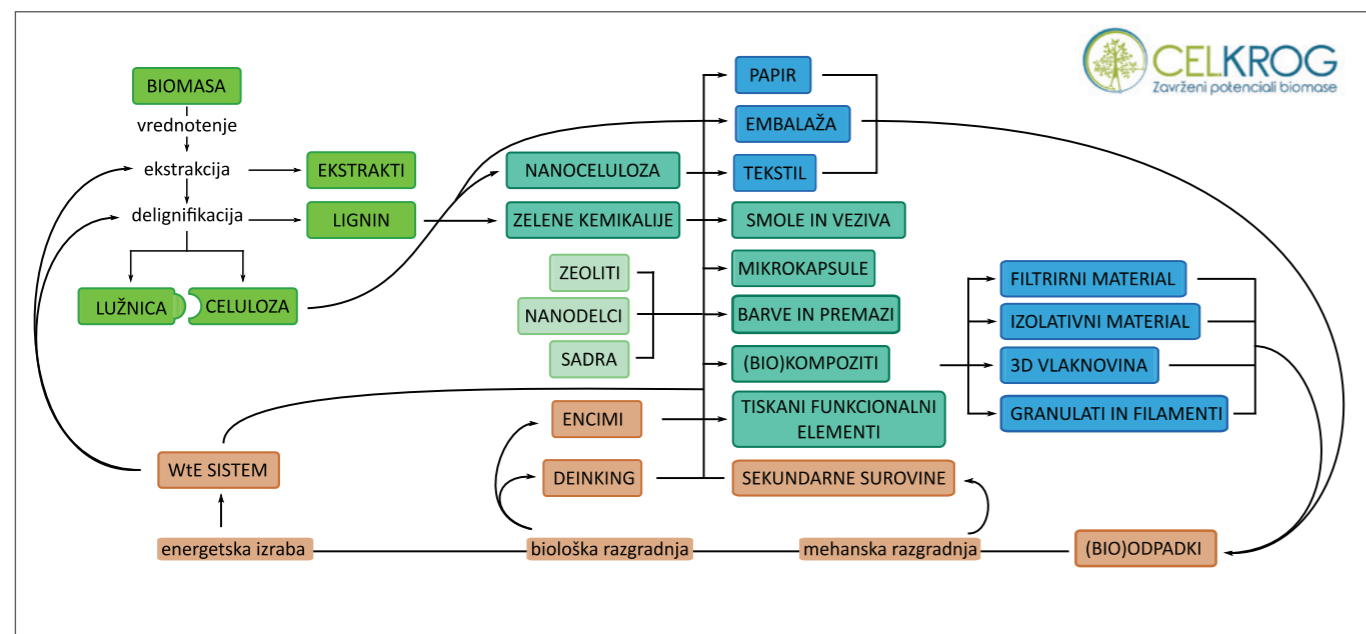 CELKROG
Zavrženi potenciali biomase
BIOMASA
vrednotenje
ekstrakcija
EKSTRAKTI
delignifikacija
LIGNIN
LUŽNICA
CELULOZA
NANOCELULOZA
ZELENE KEMIKALIJE
ZEOLITI
NANODELCI
SADRA
PAPIR
EMBALAŽA
TEKSTIL
SMOLE IN VEZIVA
MIKROKAPSULE
BARVE IN PREMAZI
(BIO)KOMPOZITI
TISKANI FUNKCIONALNI
ELEMENTI
FILTRIRNI MATERIAL
IZOLATIVNI MATERIAL
3D VLAKNOVINA
GRANULATI IN FILAMENTI
ENCIMI
WtE SISTEM
DEINKING
SEKUNDARNE SUROVINE
energetska izraba
biološka razgradnja
mehanska razgradnja
(BIO)ODPADKI